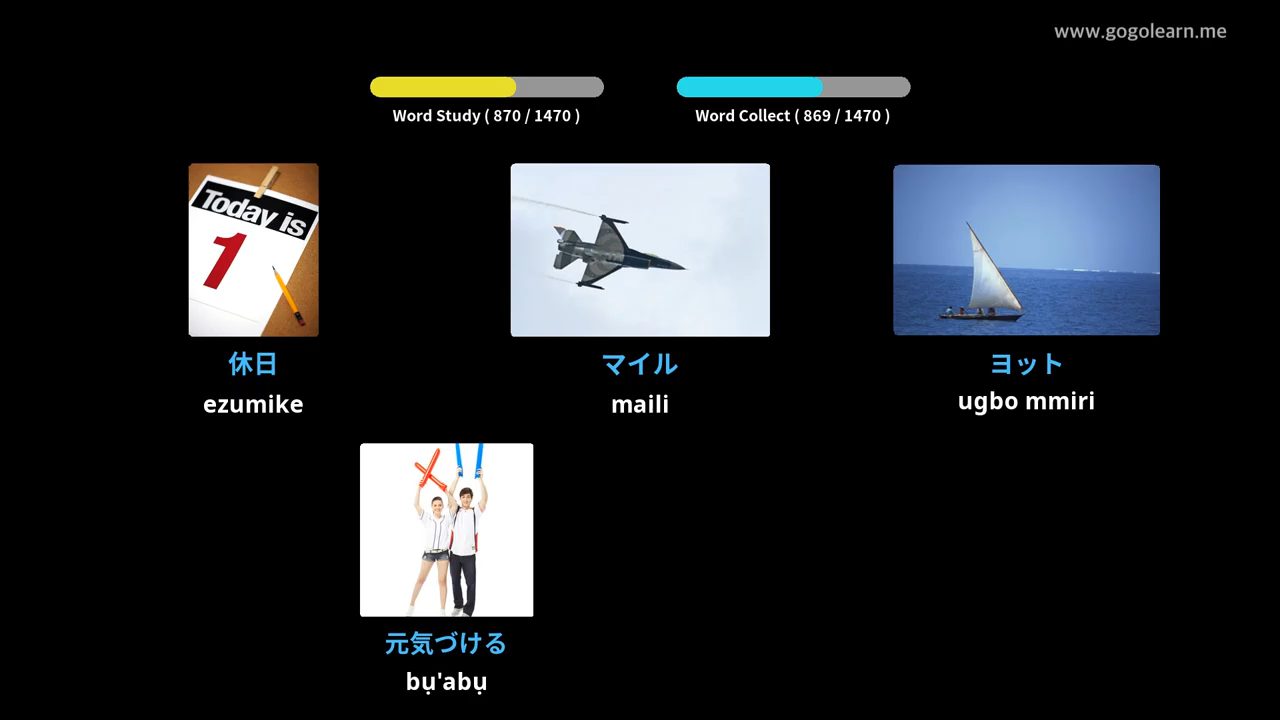 www.gogolearn.me
Word Study ( 870 / 1470 )
Word Collect ( 869 / 1470 )
Today is
1
休日
ezumike
マイル
maili
ヨット
ugbo mmiri
元気づける
bụ'abụ